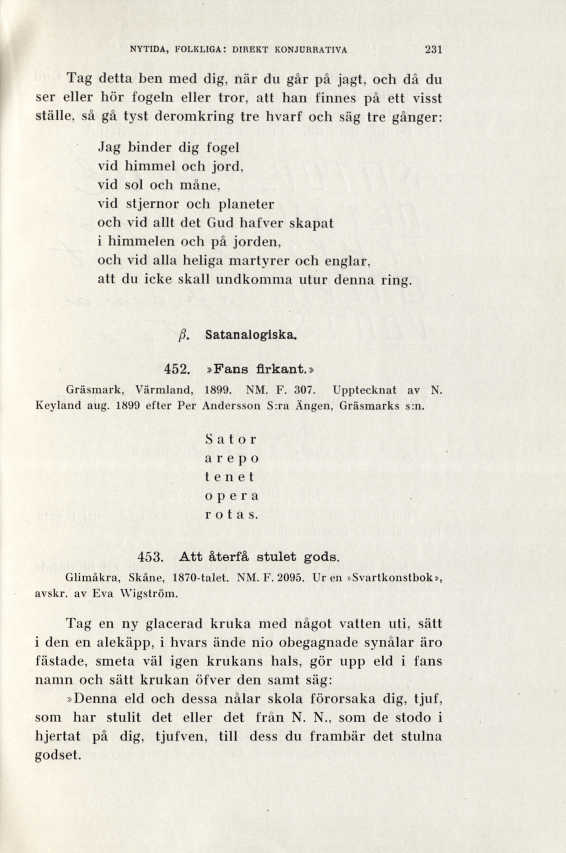 NYTIDA, FOLKLIGA: DIREKT KONJURRATIVA 231
Tag detta ben med dig, när du går på jagt, och då du
ser eller hör fogeln eller tror, att han finnes på ett visst
ställe, så gå tyst deromkring tre hvarf och säg tre gånger:
Jag binder dig fogel
vid himmel och jord,
vid sol och måne,
vid stjernor och planeter
och vid allt det Gud hafver skapat
i himmelen och på jorden,
och vid alla heliga martyrer och englar,
att du icke skall undkomma utur denna ring.
β. Satanalogiska.
452. »Fans firkant.»
Gräsmark, Värmland, 1899. NM. F. 307. Upptecknat av N.
Keyland aug. 1899 efter Per Andersson S:ra Ängen, Gräsmarks s:n.
Sator
arepo
tenet
opera
rotas.
453. Att återfå stulet gods.
Glimåkra, Skåne, 1870-talet. NM. F. 2095. Ur en »Svartkonstbok»,
avskr. av Eva Wigström.
Tag en ny glacerad kruka med något vatten uti, sätt
i den en alekäpp, i hvars ände nio obegagnade synålar äro
fästade, smeta väl igen krukans hals, gör upp eld i fans
namn och sätt krukan öfver den samt säg:
»Denna eld och dessa nålar skola förorsaka dig, tjuf,
som har stulit det eller det från N. N., som de stodo i
hjertat på dig, tjufven, till dess du frambär det stulna
godset.